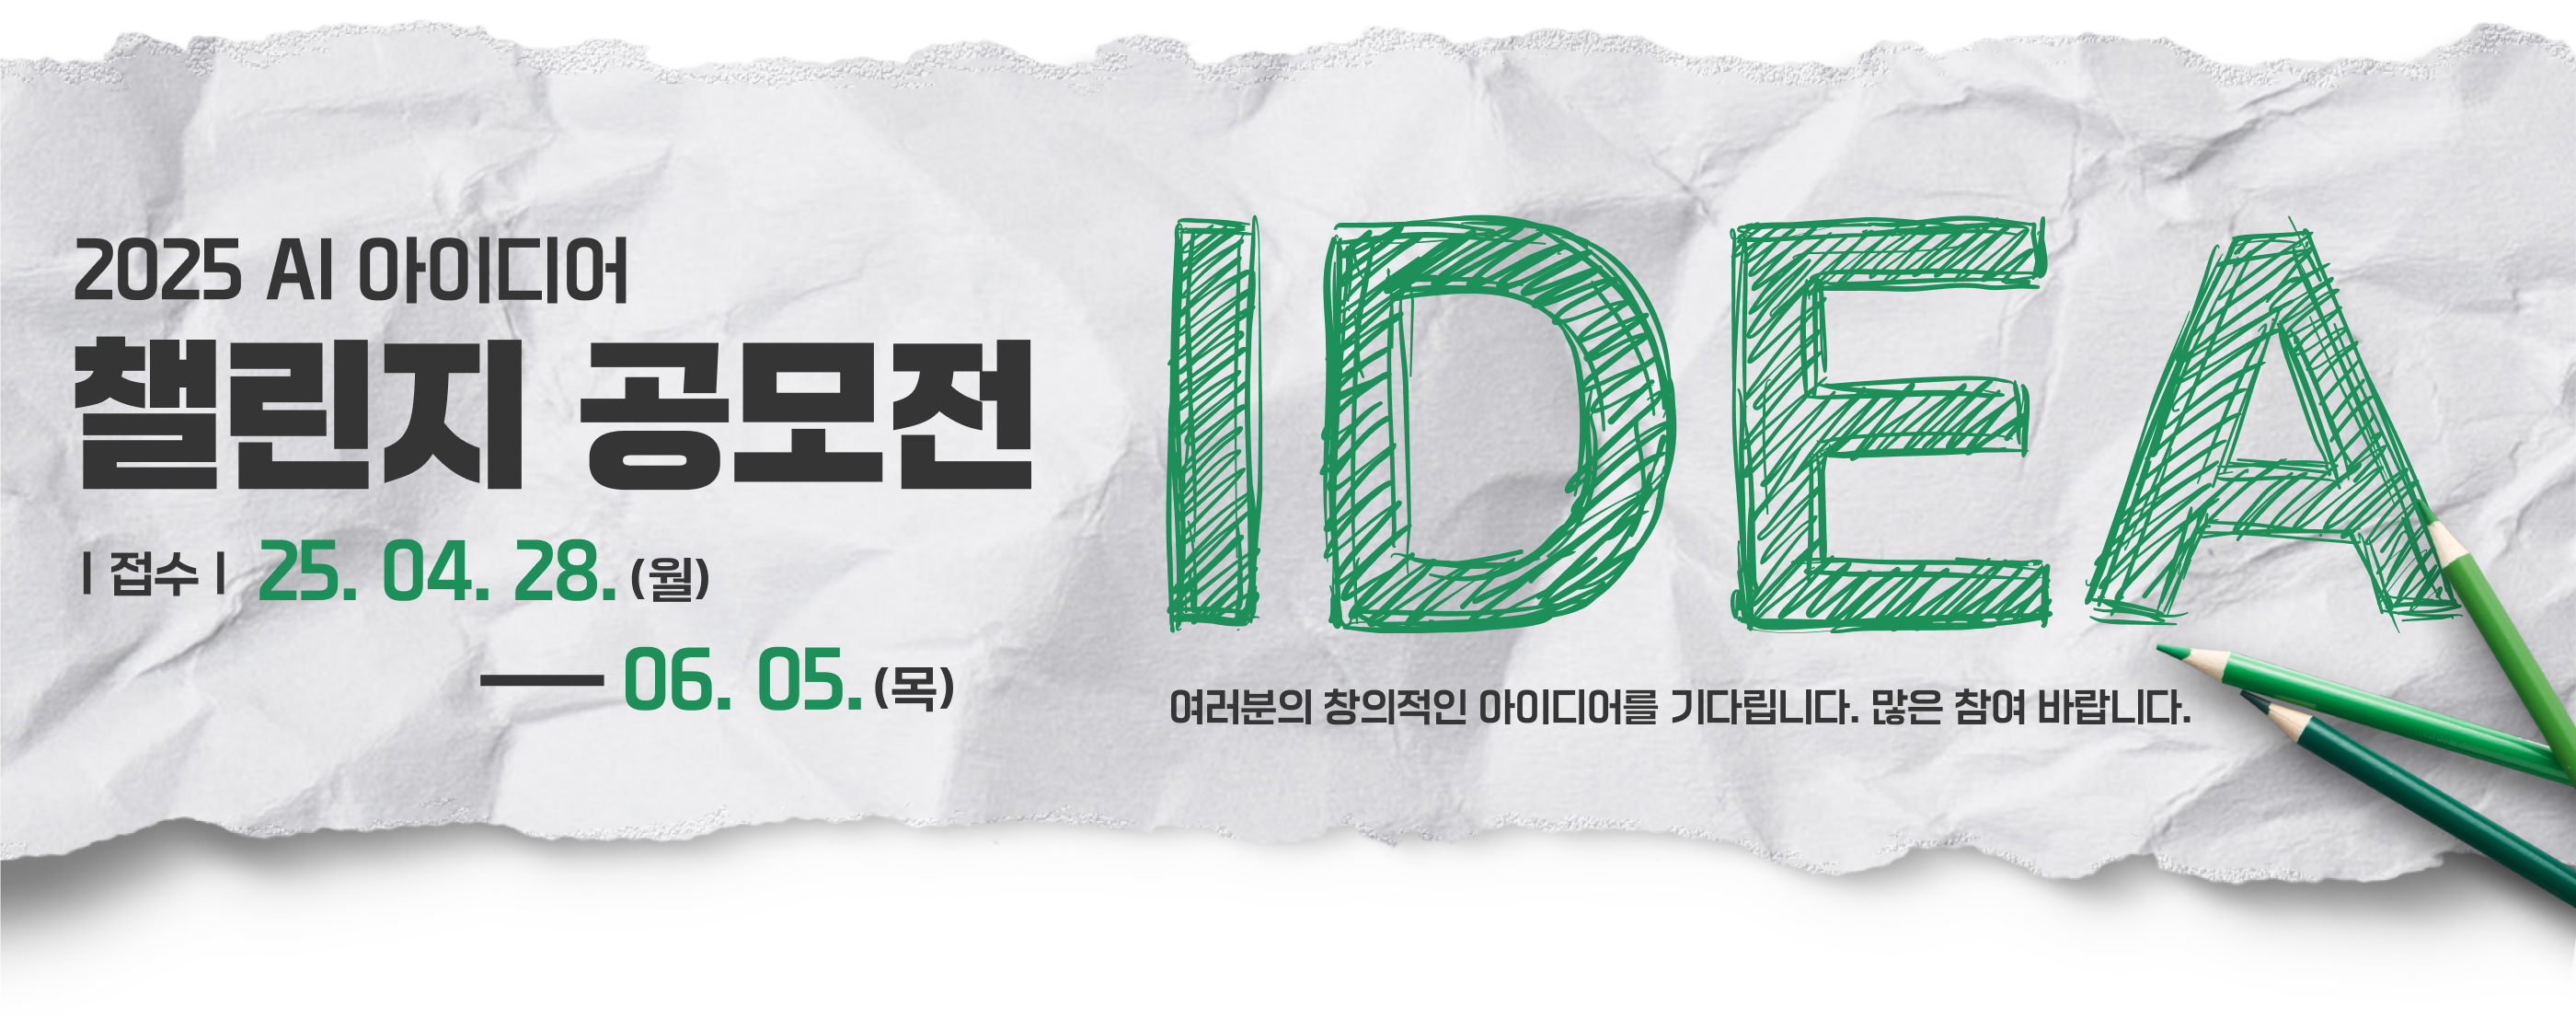 2025 AI 아이디어
챌린지 공모전
| 접수 | 25. 04. 28. (월)
— 06. 05. (목)
IDEA
여러분의 창의적인 아이디어를 기다립니다. 많은 참여 바랍니다.